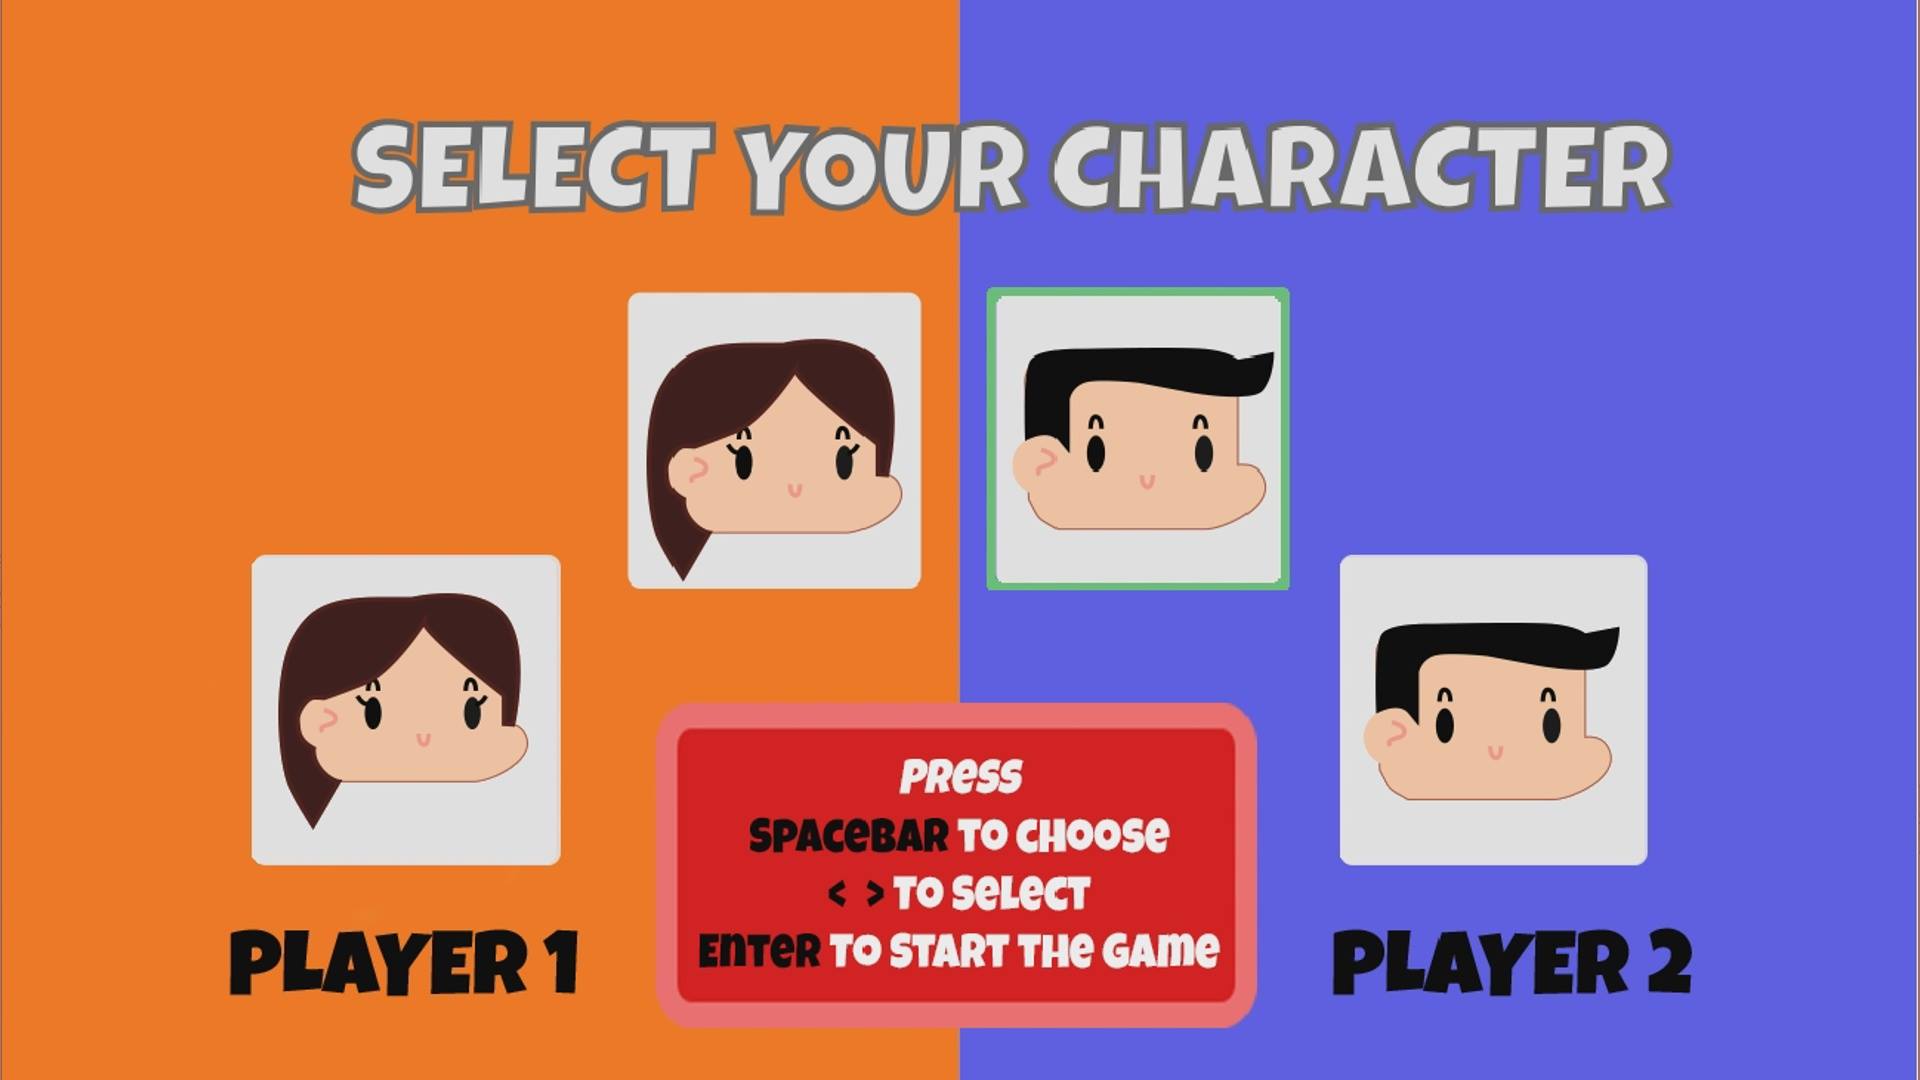 SELECT YOUR CHARACTER
PRESS
SPACEBAR TO CHOOSE
< > TO SELECT
ENTER TO START THE GAME
PLAYER 1
PLAYER 2